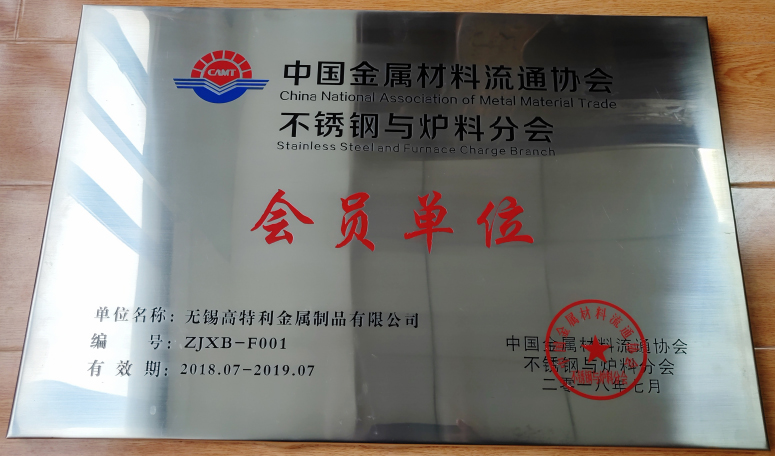 CAMT
中国金属材料流通协会
China National Association of Metal Material Trade
不锈钢与炉料分会
Stainless Steel and Furnace Charge Branch
会员单位
单位名称：无锡高特利金属制品有限公司
编 号：ZJXB-F001
有效期：2018.07-2019.07
中国金属材料流通协会
不锈钢与炉料分会
二零一八年七月